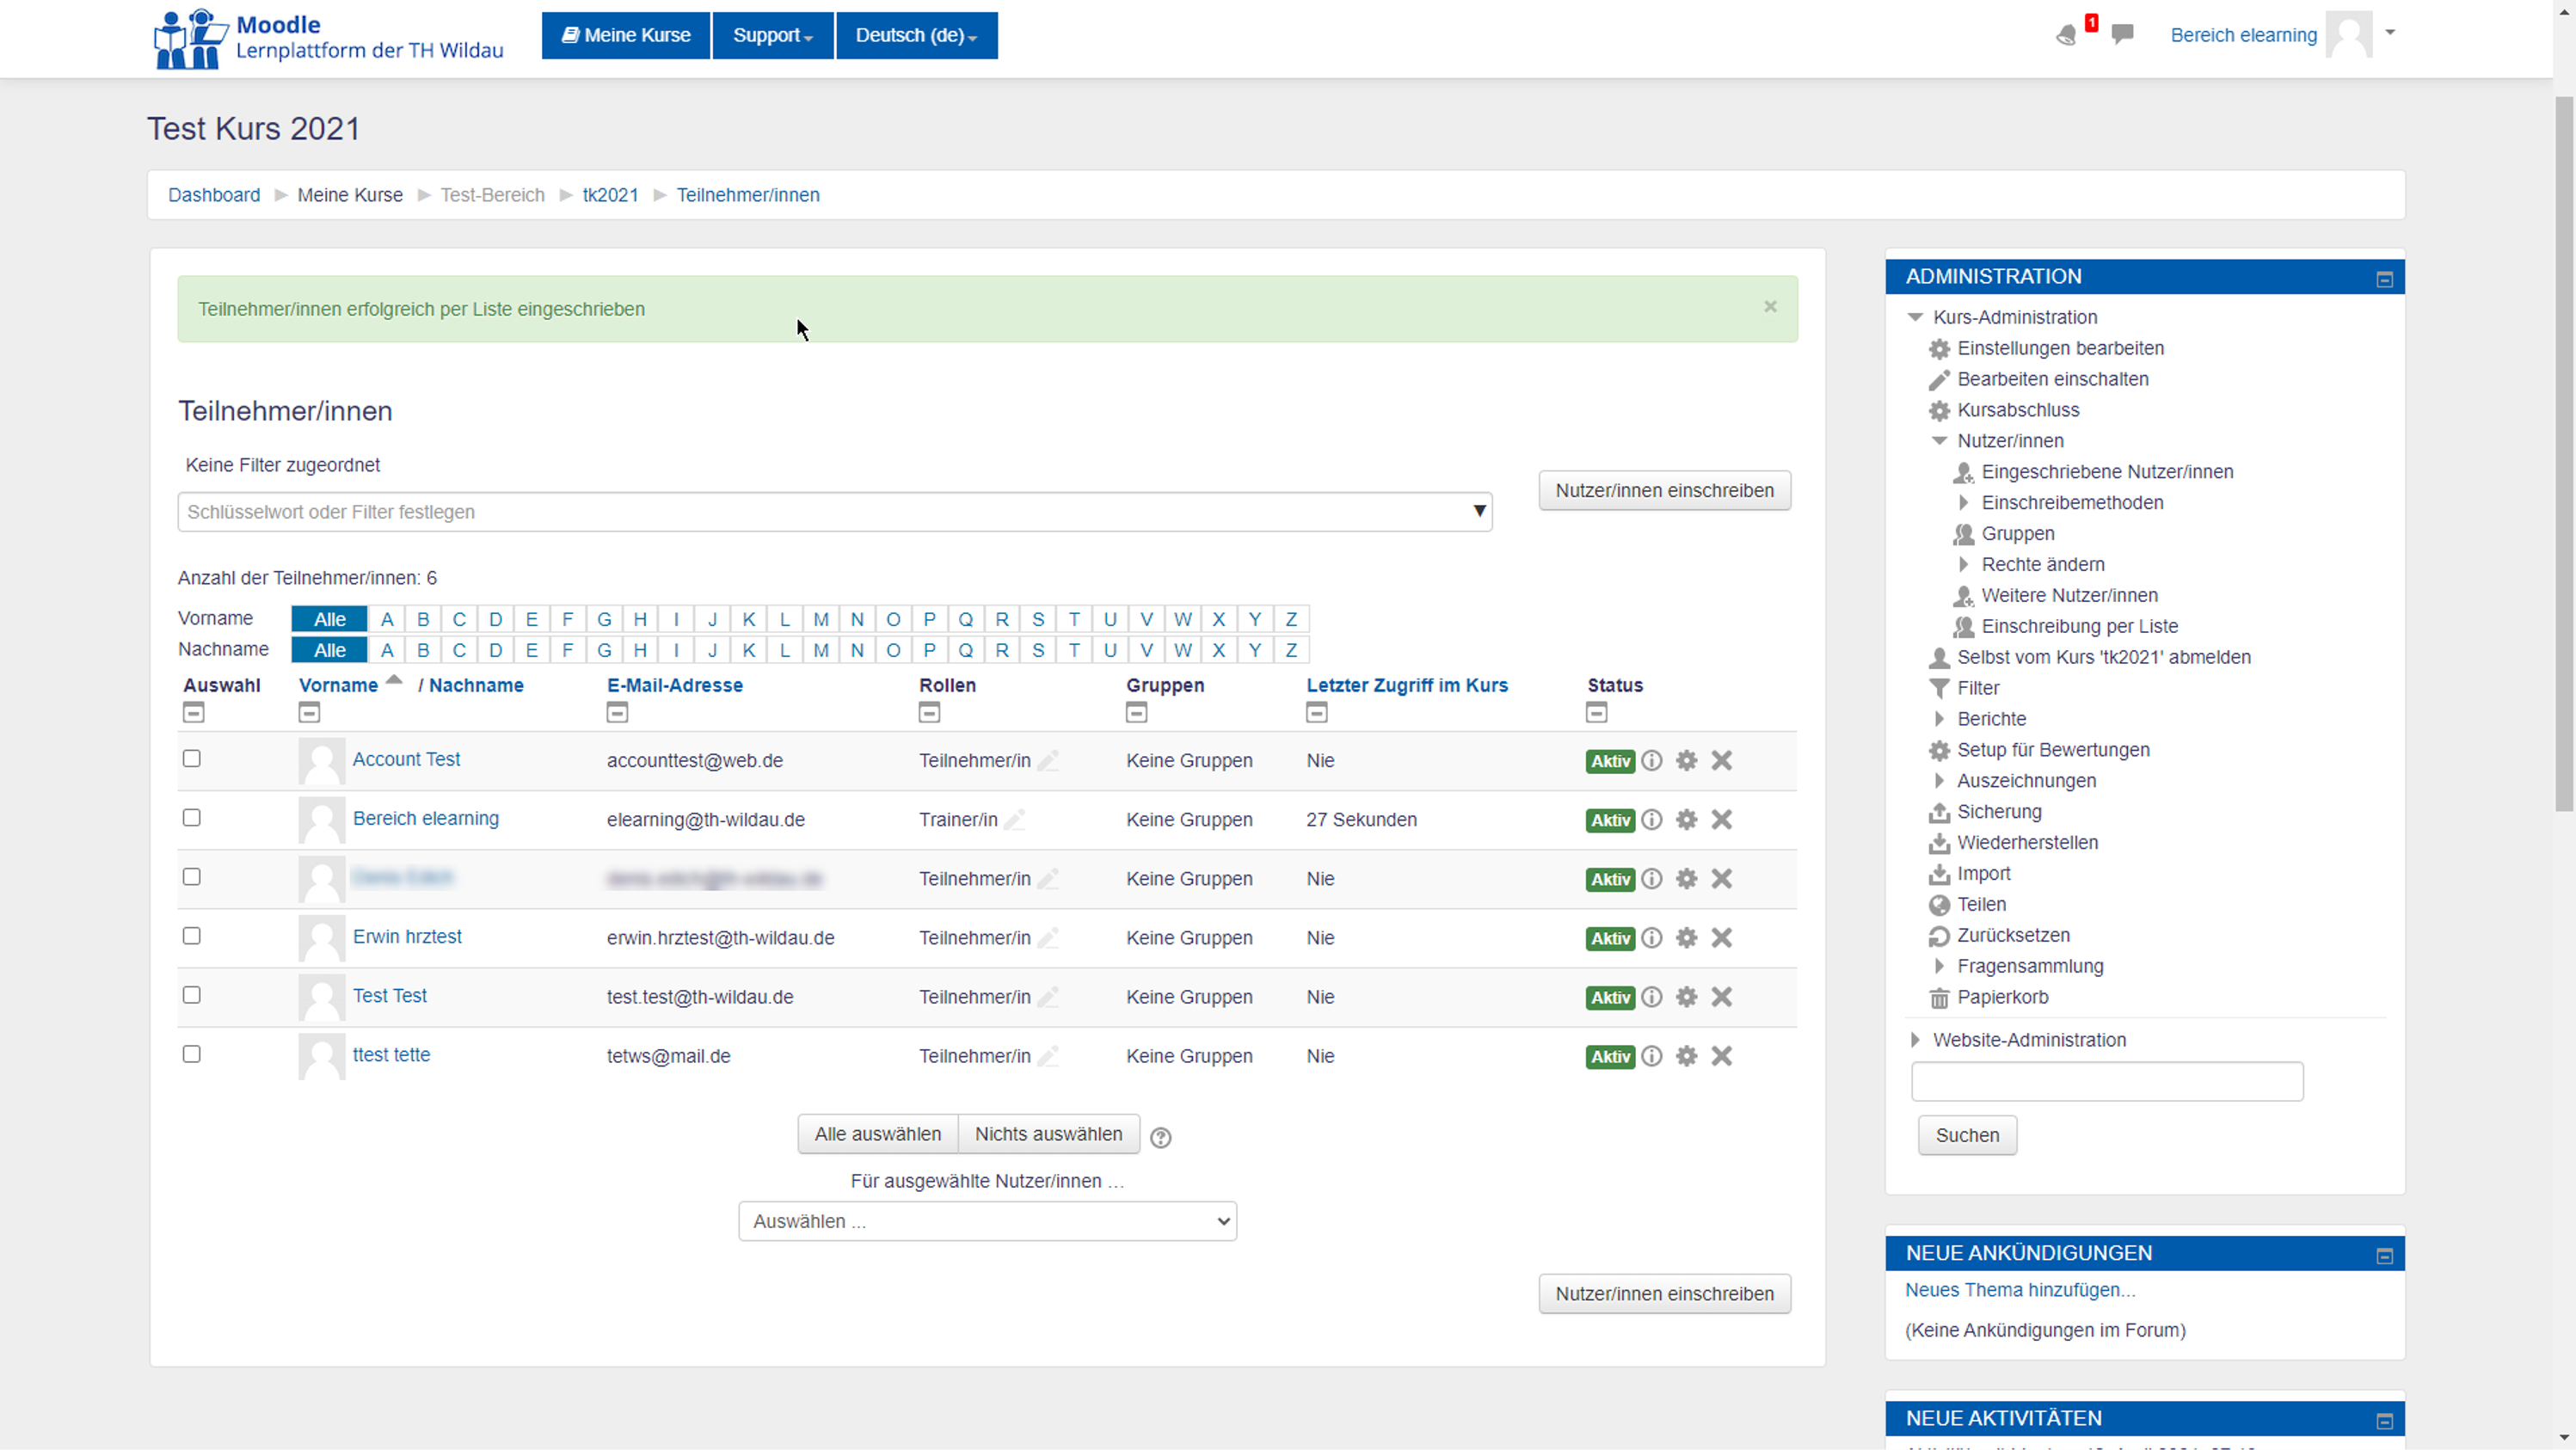 Moodle
Lernplattform der TH Wildau
Meine Kurse
Support
Deutsch (de)
1
Bereich elearning
Test Kurs 2021
Dashboard ► Meine Kurse ► Test-Bereich ► tk2021 ► Teilnehmer/innen
Teilnehmer/innen erfolgreich per Liste eingeschrieben ×
Teilnehmer/innen
Keine Filter zugeordnet
Schlüsselwort oder Filter festlegen ▼
Nutzer/innen einschreiben
Anzahl der Teilnehmer/innen: 6
Vorname Alle A B C D E F G H I J K L M N O P Q R S T U V W X Y Z
Nachname Alle A B C D E F G H I J K L M N O P Q R S T U V W X Y Z
Auswahl Vorname / Nachname E-Mail-Adresse Rollen Gruppen Letzter Zugriff im Kurs Status
Account Test accounttest@web.de Teilnehmer/in Keine Gruppen Nie Aktiv
Bereich elearning elearning@th-wildau.de Trainer/in Keine Gruppen 27 Sekunden Aktiv
Teilnehmer/in Keine Gruppen Nie Aktiv
Erwin hrztest erwin.hrztest@th-wildau.de Teilnehmer/in Keine Gruppen Nie Aktiv
Test Test test.test@th-wildau.de Teilnehmer/in Keine Gruppen Nie Aktiv
ttest tette tetws@mail.de Teilnehmer/in Keine Gruppen Nie Aktiv
Alle auswählen Nichts auswählen ?
Für ausgewählte Nutzer/innen ...
Auswählen ...
Nutzer/innen einschreiben
ADMINISTRATION
Kurs-Administration
Einstellungen bearbeiten
Bearbeiten einschalten
Kursabschluss
Nutzer/innen
Eingeschriebene Nutzer/innen
Einschreibemethoden
Gruppen
Rechte ändern
Weitere Nutzer/innen
Einschreibung per Liste
Selbst vom Kurs 'tk2021' abmelden
Filter
Berichte
Setup für Bewertungen
Auszeichnungen
Sicherung
Wiederherstellen
Import
Teilen
Zurücksetzen
Fragensammlung
Papierkorb
Website-Administration
Suchen
NEUE ANKÜNDIGUNGEN
Neues Thema hinzufügen...
(Keine Ankündigungen im Forum)
NEUE AKTIVITÄTEN